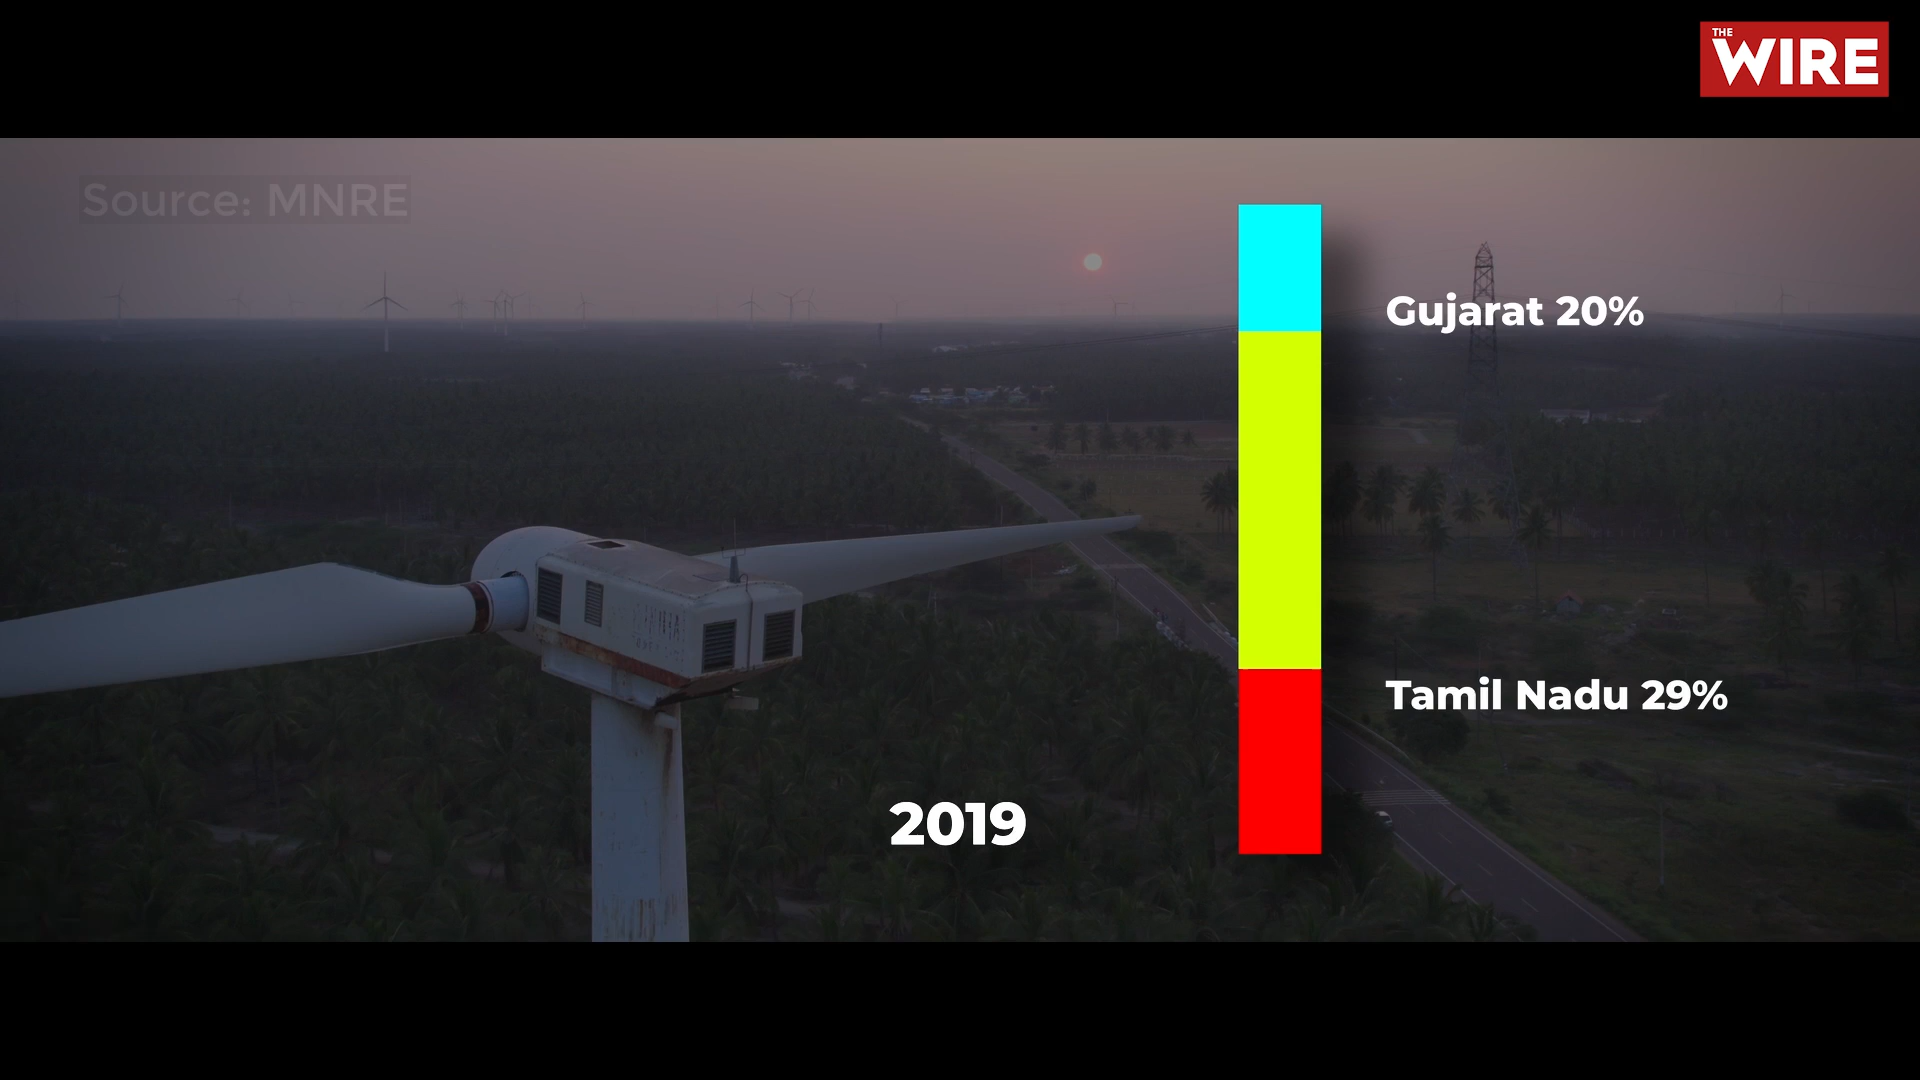 THE
WIRE
Source: MNRE
Gujarat 20%
Tamil Nadu 29%
2019